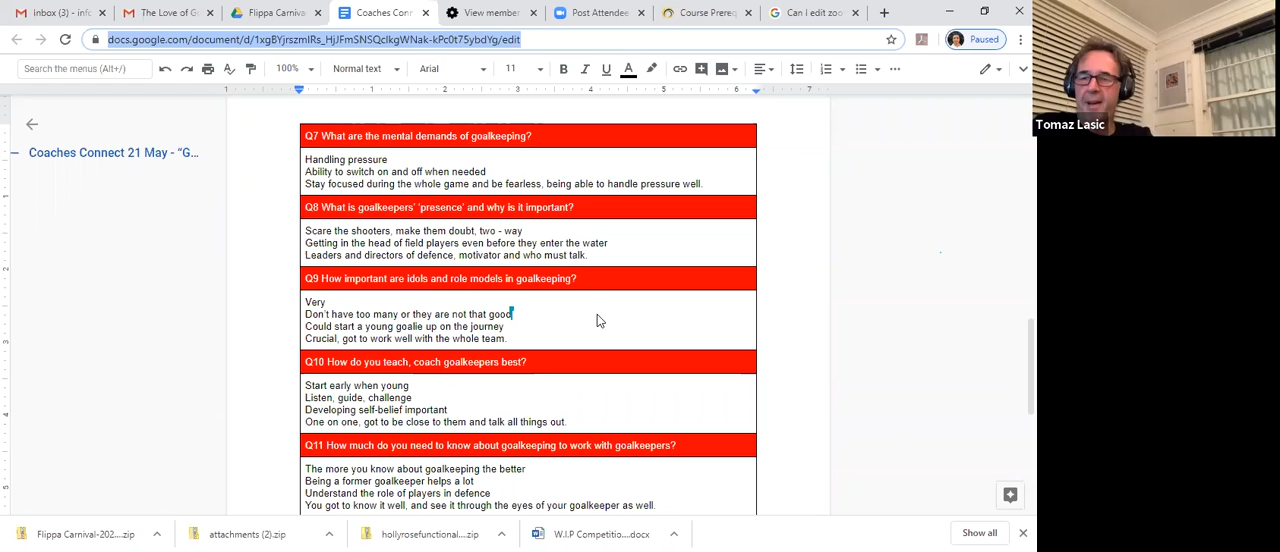 Inbox (3) - info
The Love of Go
Flippa Carnival
Coaches Conn
View member
Post Attendee
Course Prereq
Can I edit zoo
docs.google.com/document/d/1xgBYjrszmIRs_HjJFmSNSQclkgWNak-kPc0t75ybdYg/edit
Paused
Search the menus (Alt+/)
100%
Normal text
Arial
11
B I U A
1 1 2 3 4 5 6 7
Coaches Connect 21 May - “G...
Q7 What are the mental demands of goalkeeping?
Handling pressure
Ability to switch on and off when needed
Stay focused during the whole game and be fearless, being able to handle pressure well.
Q8 What is goalkeepers' 'presence' and why is it important?
Scare the shooters, make them doubt, two - way
Getting in the head of field players even before they enter the water
Leaders and directors of defence, motivator and who must talk.
Q9 How important are idols and role models in goalkeeping?
Very
Don't have too many or they are not that good
Could start a young goalie up on the journey
Crucial, got to work well with the whole team.
Q10 How do you teach, coach goalkeepers best?
Start early when young
Listen, guide, challenge
Developing self-belief important
One on one, got to be close to them and talk all things out.
Q11 How much do you need to know about goalkeeping to work with goalkeepers?
The more you know about goalkeeping the better
Being a former goalkeeper helps a lot
Understand the role of players in defence
You got to know it well, and see it through the eyes of your goalkeeper as well.
Tomaz Lasic
Flippa Carnival-202....zip
attachments (2).zip
hollyrosefunctional....zip
W.I.P Competitio....docx
Show all